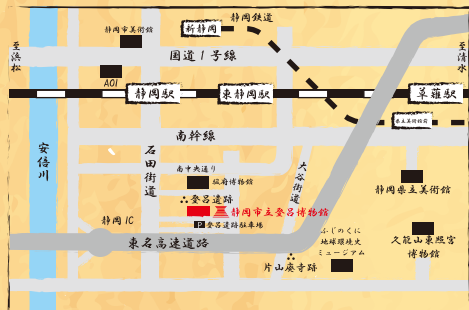 静岡鉄道
新静岡
静岡市美術館
至浜松
国道1号線
至清水
AOI
静岡駅
東静岡駅
草薙駅
県立美術館前
南幹線
安倍川
石田街道
南中央通り
駿府博物館
大谷街道
静岡県立美術館
登呂遺跡
静岡市立登呂博物館
静岡IC
P 登呂遺跡駐車場
東名高速道路
ふじのくに
地球環境史
ミュージアム
久能山東照宮
博物館
片山廃寺跡